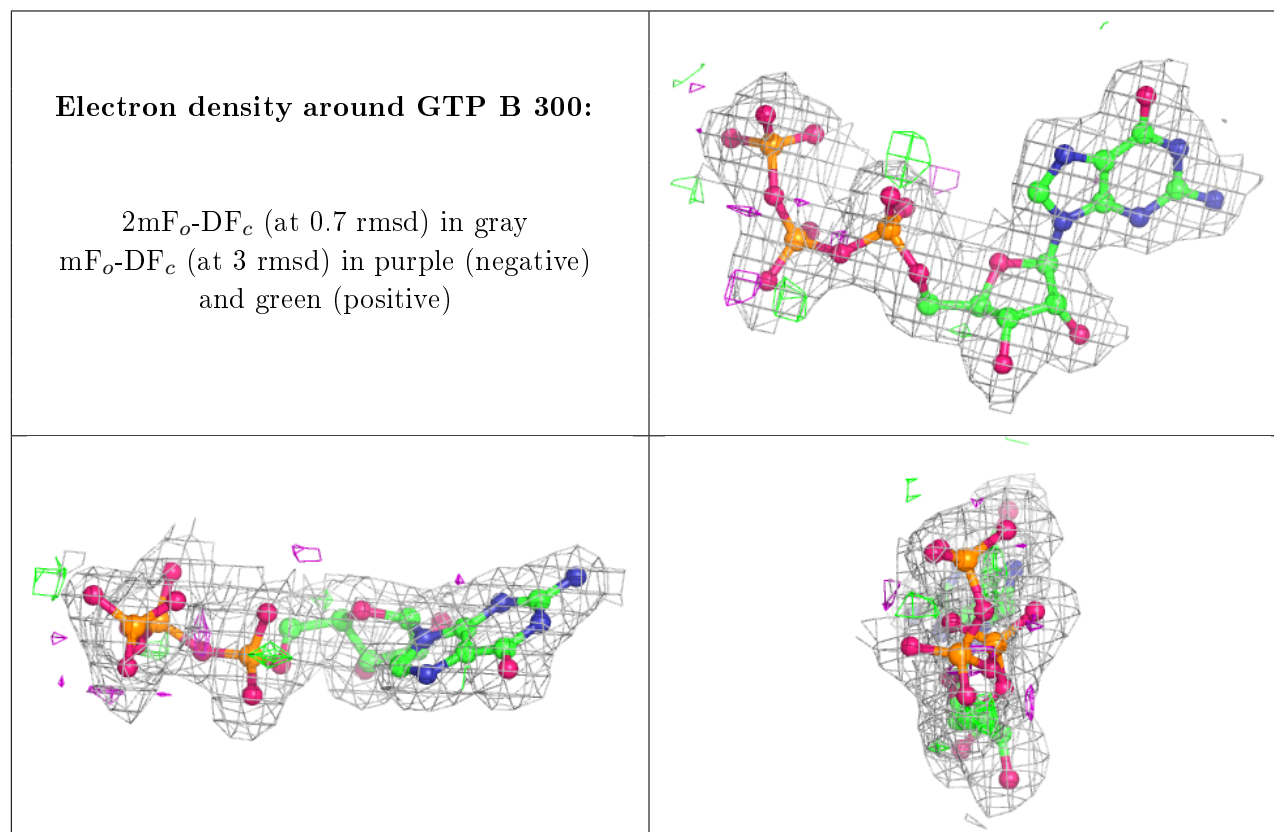 Electron density around GTP B 300:
2mFₒ-DF𝒸 (at 0.7 rmsd) in gray
mFₒ-DF𝒸 (at 3 rmsd) in purple (negative)
and green (positive)